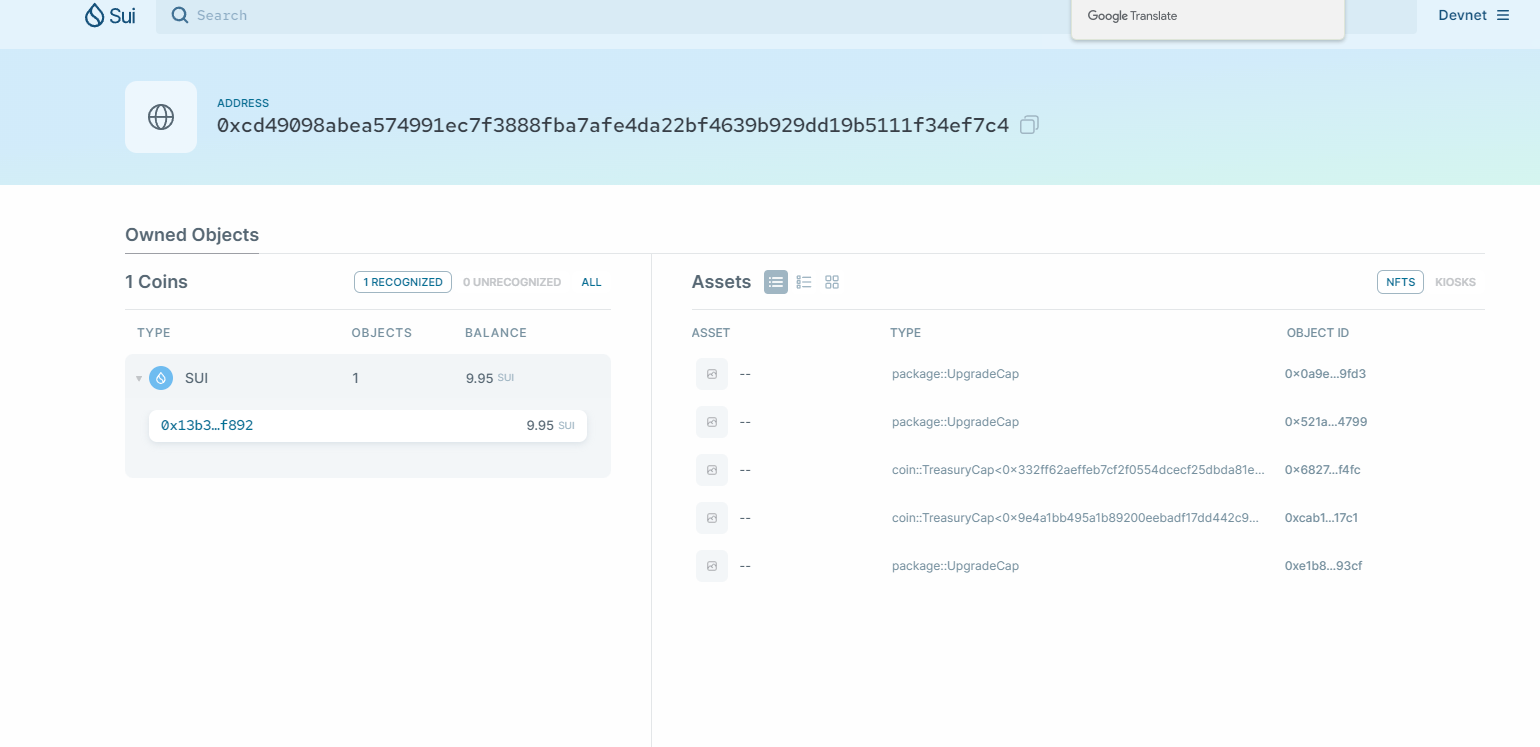 Sui
Search
Google Translate
Devnet
ADDRESS
0xcd49098abea574991ec7f3888fba7afe4da22bf4639b929dd19b5111f34ef7c4
Owned Objects
1 Coins
1 RECOGNIZED
0 UNRECOGNIZED
ALL
TYPE OBJECTS BALANCE
SUI 1 9.95 SUI
0x13b3…f892 9.95 SUI
Assets
NFTS
KIOSKS
ASSET TYPE OBJECT ID
-- package::UpgradeCap 0x0a9e…9fd3
-- package::UpgradeCap 0x521a…4799
-- coin::TreasuryCap<0x332ff62aeffeb7cf2f0554dcecf25dbda81e… 0x6827…f4fc
-- coin::TreasuryCap<0x9e4a1bb495a1b89200eebadf17dd442c9… 0xcab1…17c1
-- package::UpgradeCap 0xe1b8…93cf